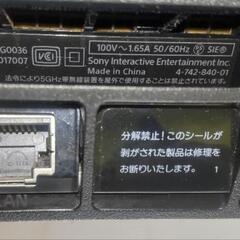 100V～1.65A 50/60Hz
G0036
VCI
Sony Interactive Entertainment Inc.
017007
Made in China
4-742-840-01
法令により5GHz帯無線装置を屋外で使用することは禁止されています。
分解禁止！このシールが
剥がされた製品は修理を
お断りいたします。 1
LAN